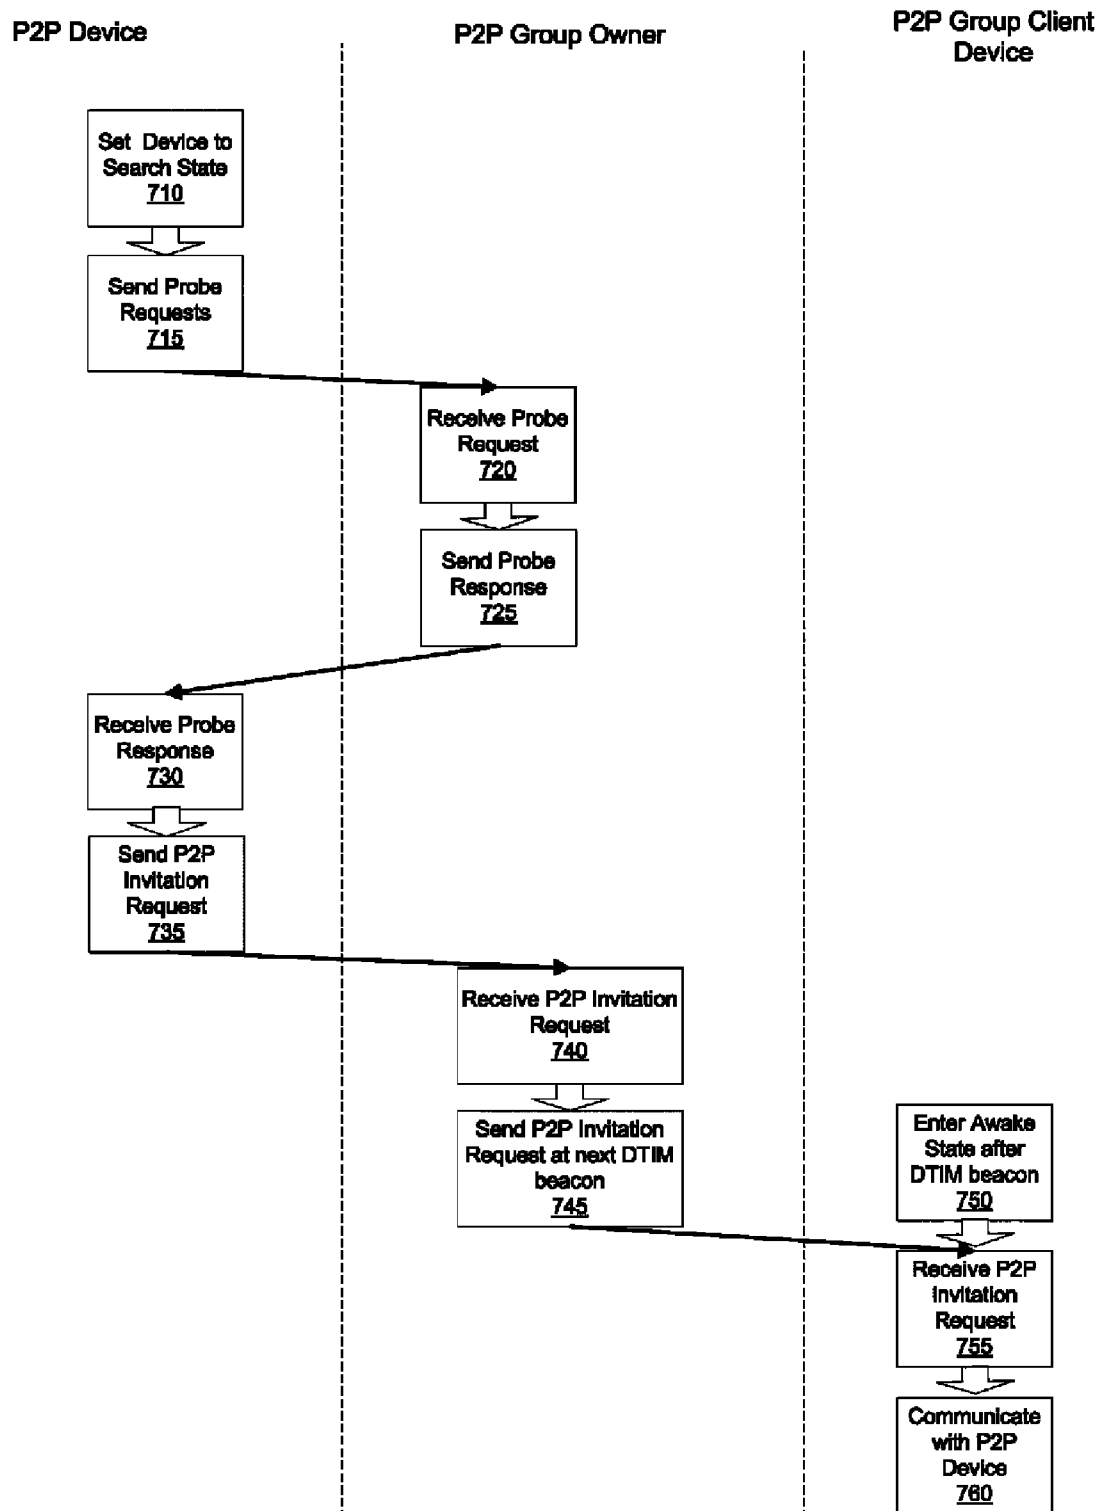 P2P Device
P2P Group Owner
P2P Group Client
Device
Set Device to
Search State
710
Send Probe
Requests
715
Receive Probe
Request
720
Send Probe
Response
725
Receive Probe
Response
730
Send P2P
Invitation
Request
735
Receive P2P Invitation
Request
740
Send P2P Invitation
Request at next DTIM
beacon
745
Enter Awake
State after
DTIM beacon
750
Receive P2P
Invitation
Request
755
Communicate
with P2P
Device
760